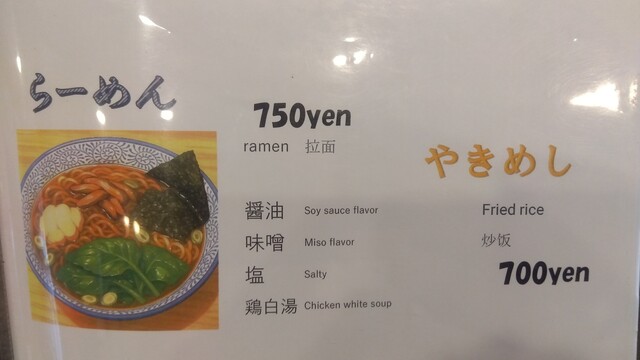 らーめん
750yen
ramen 拉面
醤油 Soy sauce flavor
味噌 Miso flavor
塩 Salty
鶏白湯 Chicken white soup
やきめし
Fried rice
炒饭
700yen